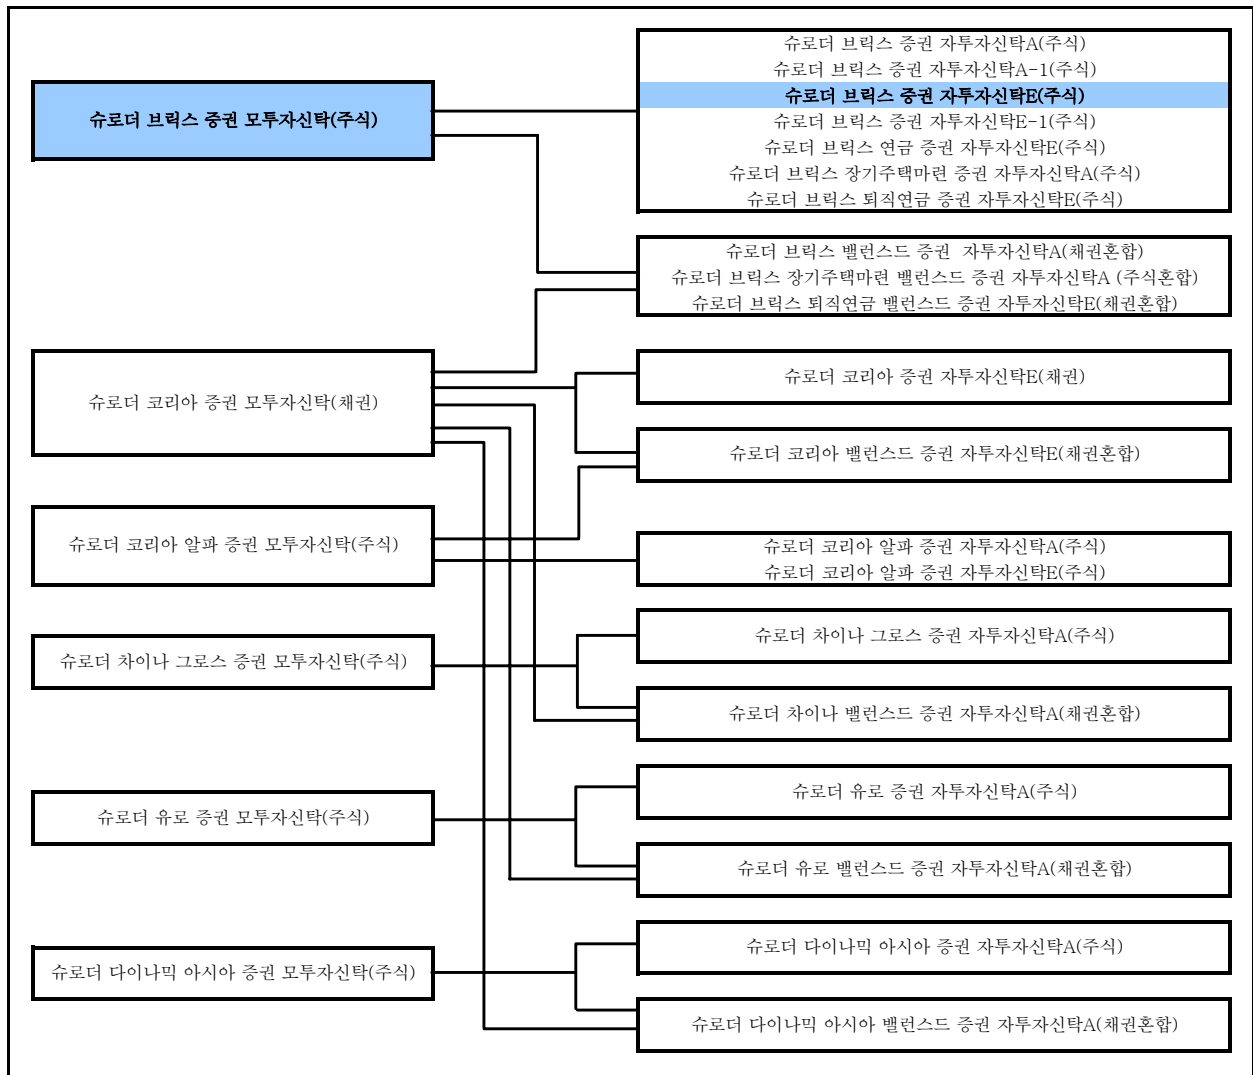 슈로더 브릭스 증권 모투자신탁(주식)
슈로더 코리아 증권 모투자신탁(채권)
슈로더 코리아 알파 증권 모투자신탁(주식)
슈로더 차이나 그로스 증권 모투자신탁(주식)
슈로더 유로 증권 모투자신탁(주식)
슈로더 다이나믹 아시아 증권 모투자신탁(주식)
슈로더 브릭스 증권 자투자신탁A(주식)
슈로더 브릭스 증권 자투자신탁A-1(주식)
슈로더 브릭스 증권 자투자신탁E(주식)
슈로더 브릭스 증권 자투자신탁E-1(주식)
슈로더 브릭스 연금 증권 자투자신탁E(주식)
슈로더 브릭스 장기주택마련 증권 자투자신탁A(주식)
슈로더 브릭스 퇴직연금 증권 자투자신탁E(주식)
슈로더 브릭스 밸런스드 증권 자투자신탁A(채권혼합)
슈로더 브릭스 장기주택마련 밸런스드 증권 자투자신탁A (주식혼합)
슈로더 브릭스 퇴직연금 밸런스드 증권 자투자신탁E(채권혼합)
슈로더 코리아 증권 자투자신탁E(채권)
슈로더 코리아 밸런스드 증권 자투자신탁E(채권혼합)
슈로더 코리아 알파 증권 자투자신탁A(주식)
슈로더 코리아 알파 증권 자투자신탁E(주식)
슈로더 차이나 그로스 증권 자투자신탁A(주식)
슈로더 차이나 밸런스드 증권 자투자신탁A(채권혼합)
슈로더 유로 증권 자투자신탁A(주식)
슈로더 유로 밸런스드 증권 자투자신탁A(채권혼합)
슈로더 다이나믹 아시아 증권 자투자신탁A(주식)
슈로더 다이나믹 아시아 밸런스드 증권 자투자신탁A(채권혼합)